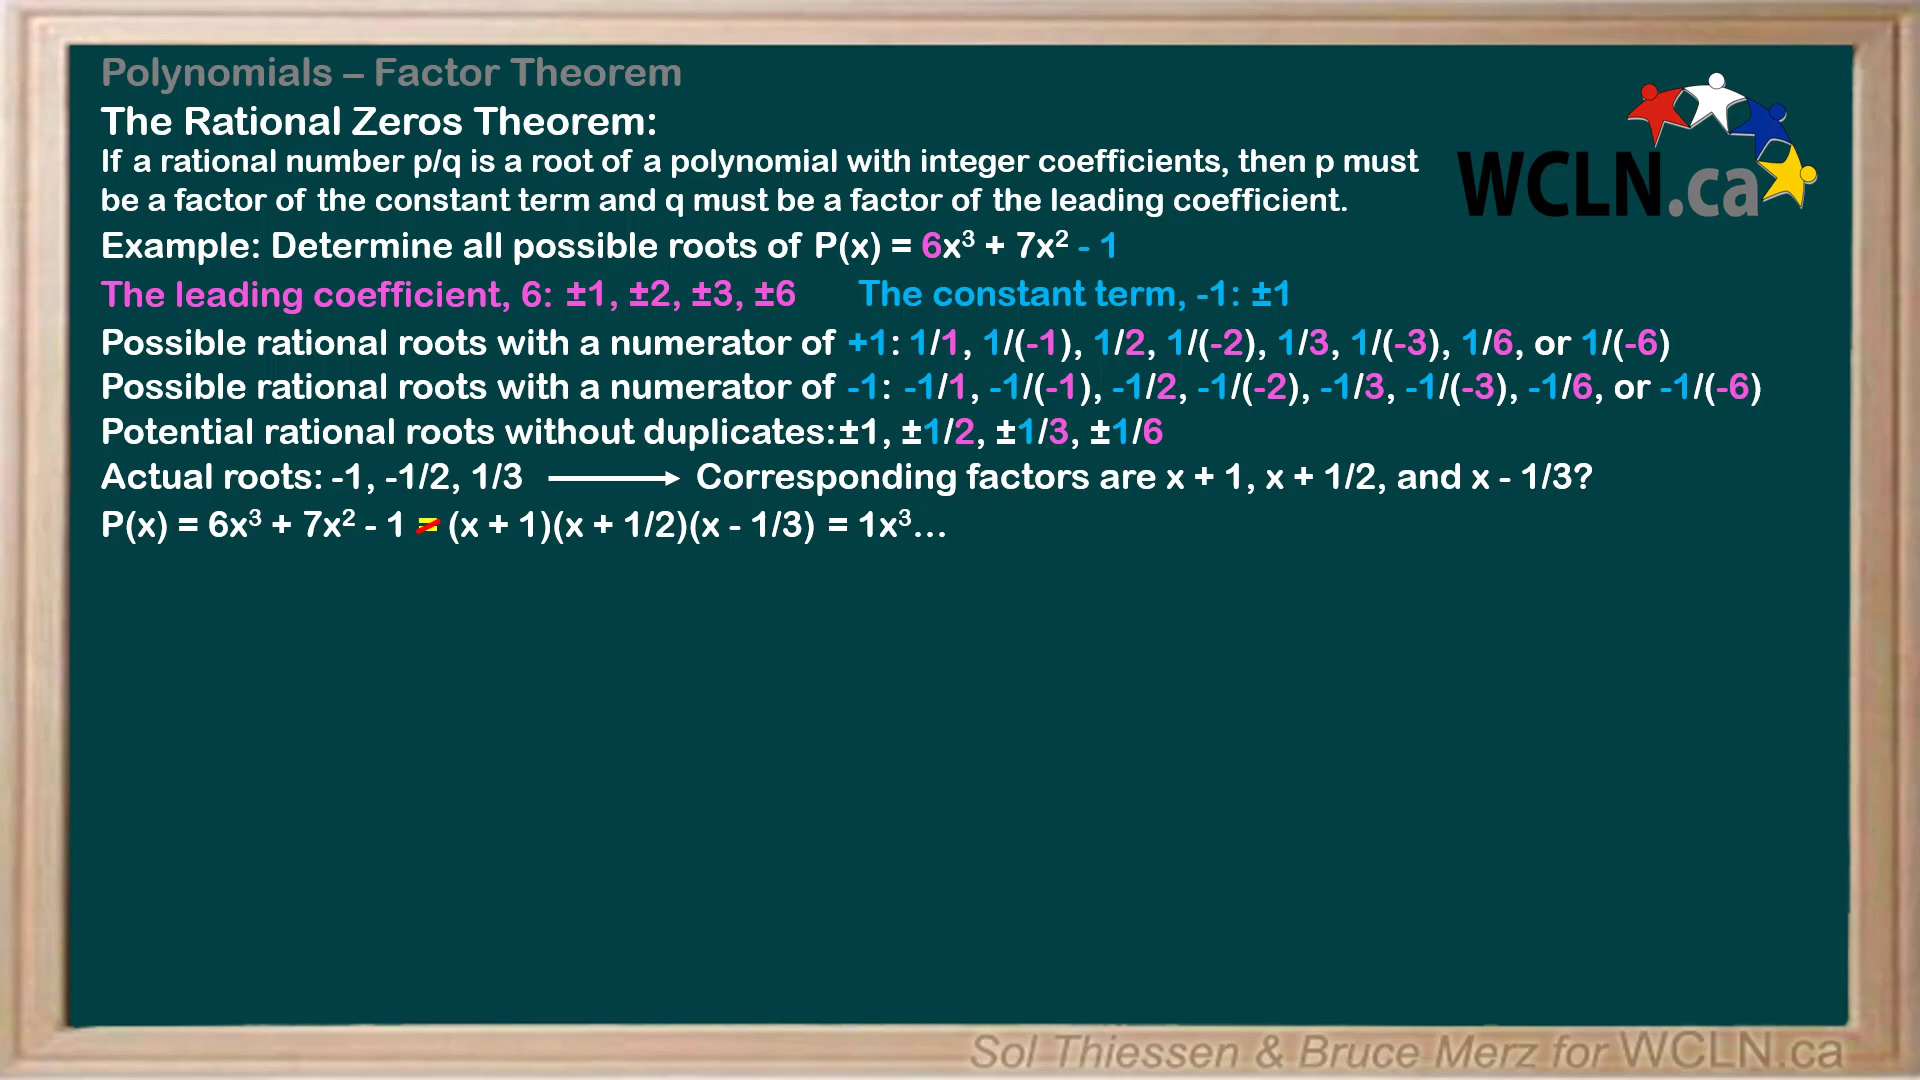 Polynomials – Factor Theorem
The Rational Zeros Theorem:
If a rational number p/q is a root of a polynomial with integer coefficients, then p must
be a factor of the constant term and q must be a factor of the leading coefficient.
WCLN.ca
Example: Determine all possible roots of P(x) = 6x³ + 7x² - 1
The leading coefficient, 6: ±1, ±2, ±3, ±6 The constant term, -1: ±1
Possible rational roots with a numerator of +1: 1/1, 1/(-1), 1/2, 1/(-2), 1/3, 1/(-3), 1/6, or 1/(-6)
Possible rational roots with a numerator of -1: -1/1, -1/(-1), -1/2, -1/(-2), -1/3, -1/(-3), -1/6, or -1/(-6)
Potential rational roots without duplicates: ±1, ±1/2, ±1/3, ±1/6
Actual roots: -1, -1/2, 1/3 ⟶ Corresponding factors are x + 1, x + 1/2, and x - 1/3?
P(x) = 6x³ + 7x² - 1 ≠ (x + 1)(x + 1/2)(x - 1/3) = 1x³...
Sol Thiessen & Bruce Merz for WCLN.ca